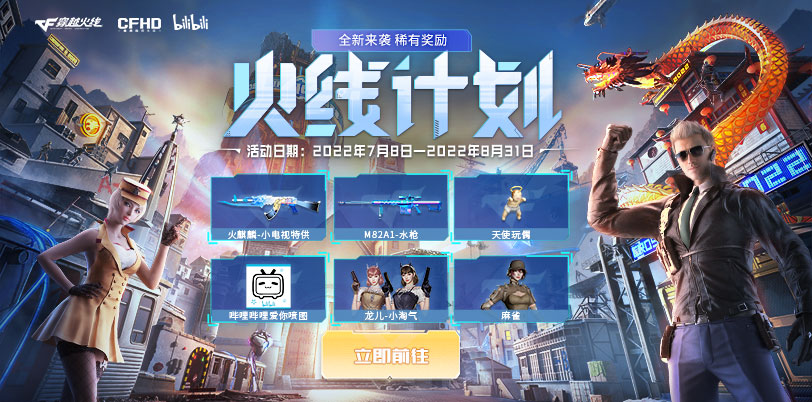 穿越火线 CFHD bilibili
全新来袭 稀有奖励
火线计划
活动日期：2022年7月8日—2022年8月31日
火麒麟-小电视特供 M82A1-水枪 天使玩偶
哔哩哔哩爱你喷图 龙儿-小淘气 麻雀
立即前往